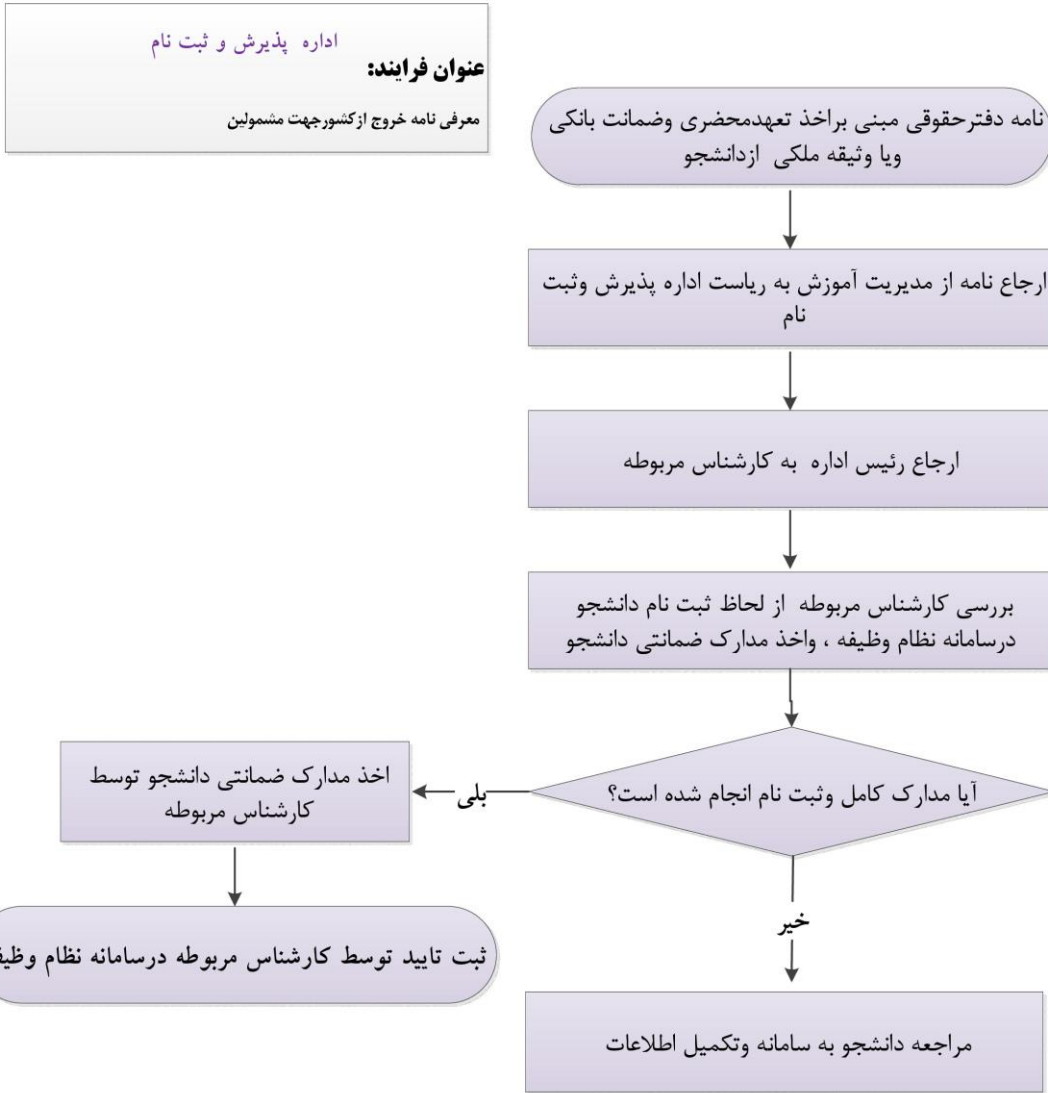 اداره پذیرش و ثبت نام
عنوان فرایند:
معرفی نامه خروج ازکشورجهت مشمولین
نامه دفترحقوقی مبنی براخذ تعهدمحضری وضمانت بانکی
ویا وثیقه ملکی ازدانشجو
ارجاع نامه از مدیریت آموزش به ریاست اداره پذیرش وثبت
نام
ارجاع رئیس اداره به کارشناس مربوطه
بررسی کارشناس مربوطه از لحاظ ثبت نام دانشجو
درسامانه نظام وظیفه ، واخذ مدارک ضمانتی دانشجو
آیا مدارک کامل وثبت نام انجام شده است؟
بلی
اخذ مدارک ضمانتی دانشجو توسط
کارشناس مربوطه
ثبت تایید توسط کارشناس مربوطه درسامانه نظام
خیر
مراجعه دانشجو به سامانه وتکمیل اطلاعات